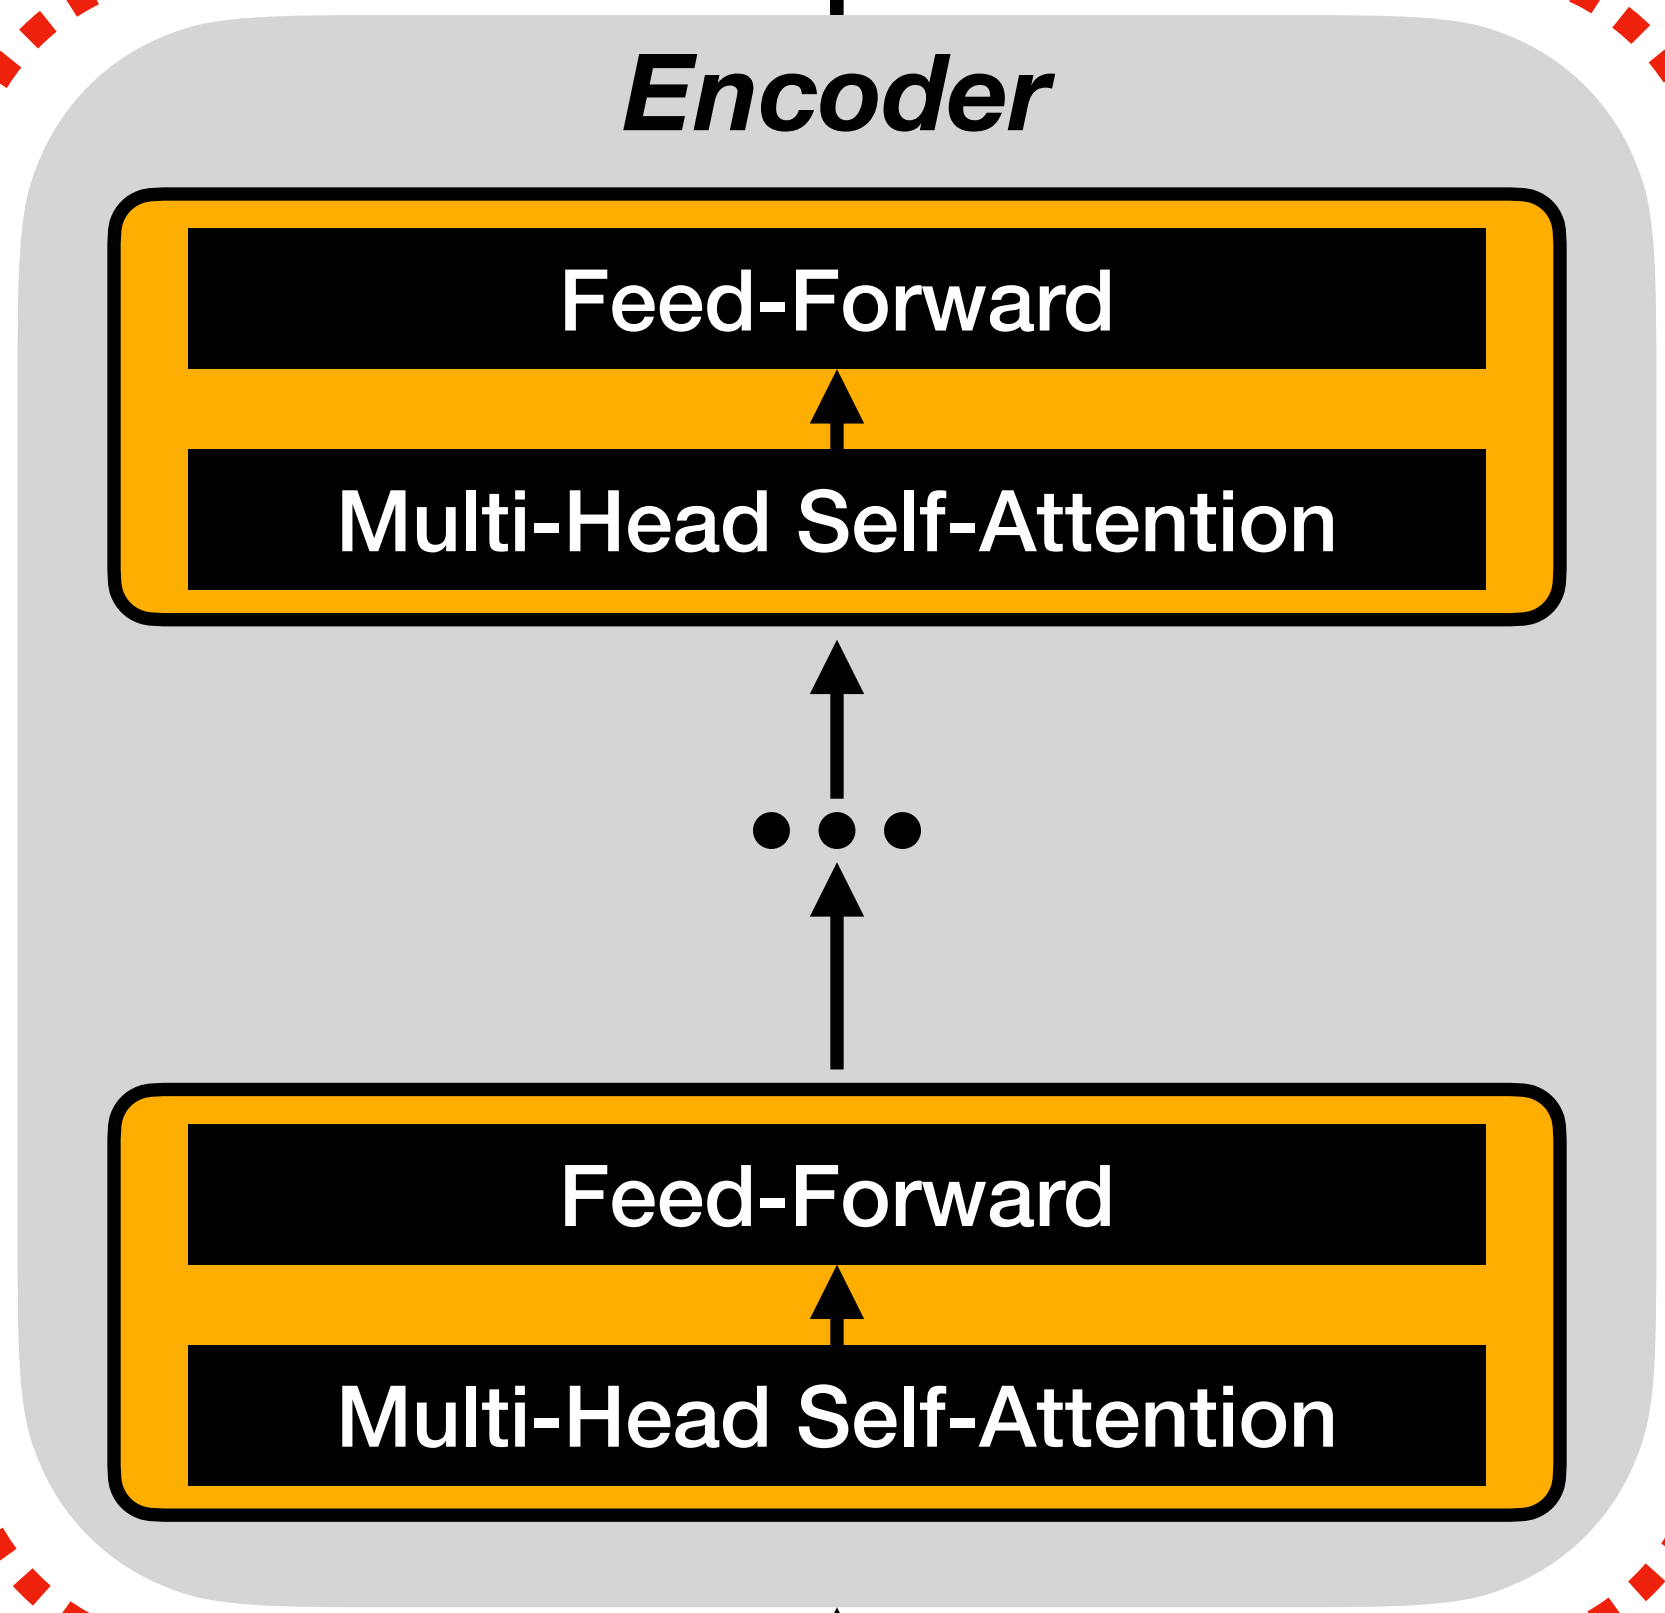 Encoder
Feed-Forward
Multi-Head Self-Attention
Feed-Forward
Multi-Head Self-Attention